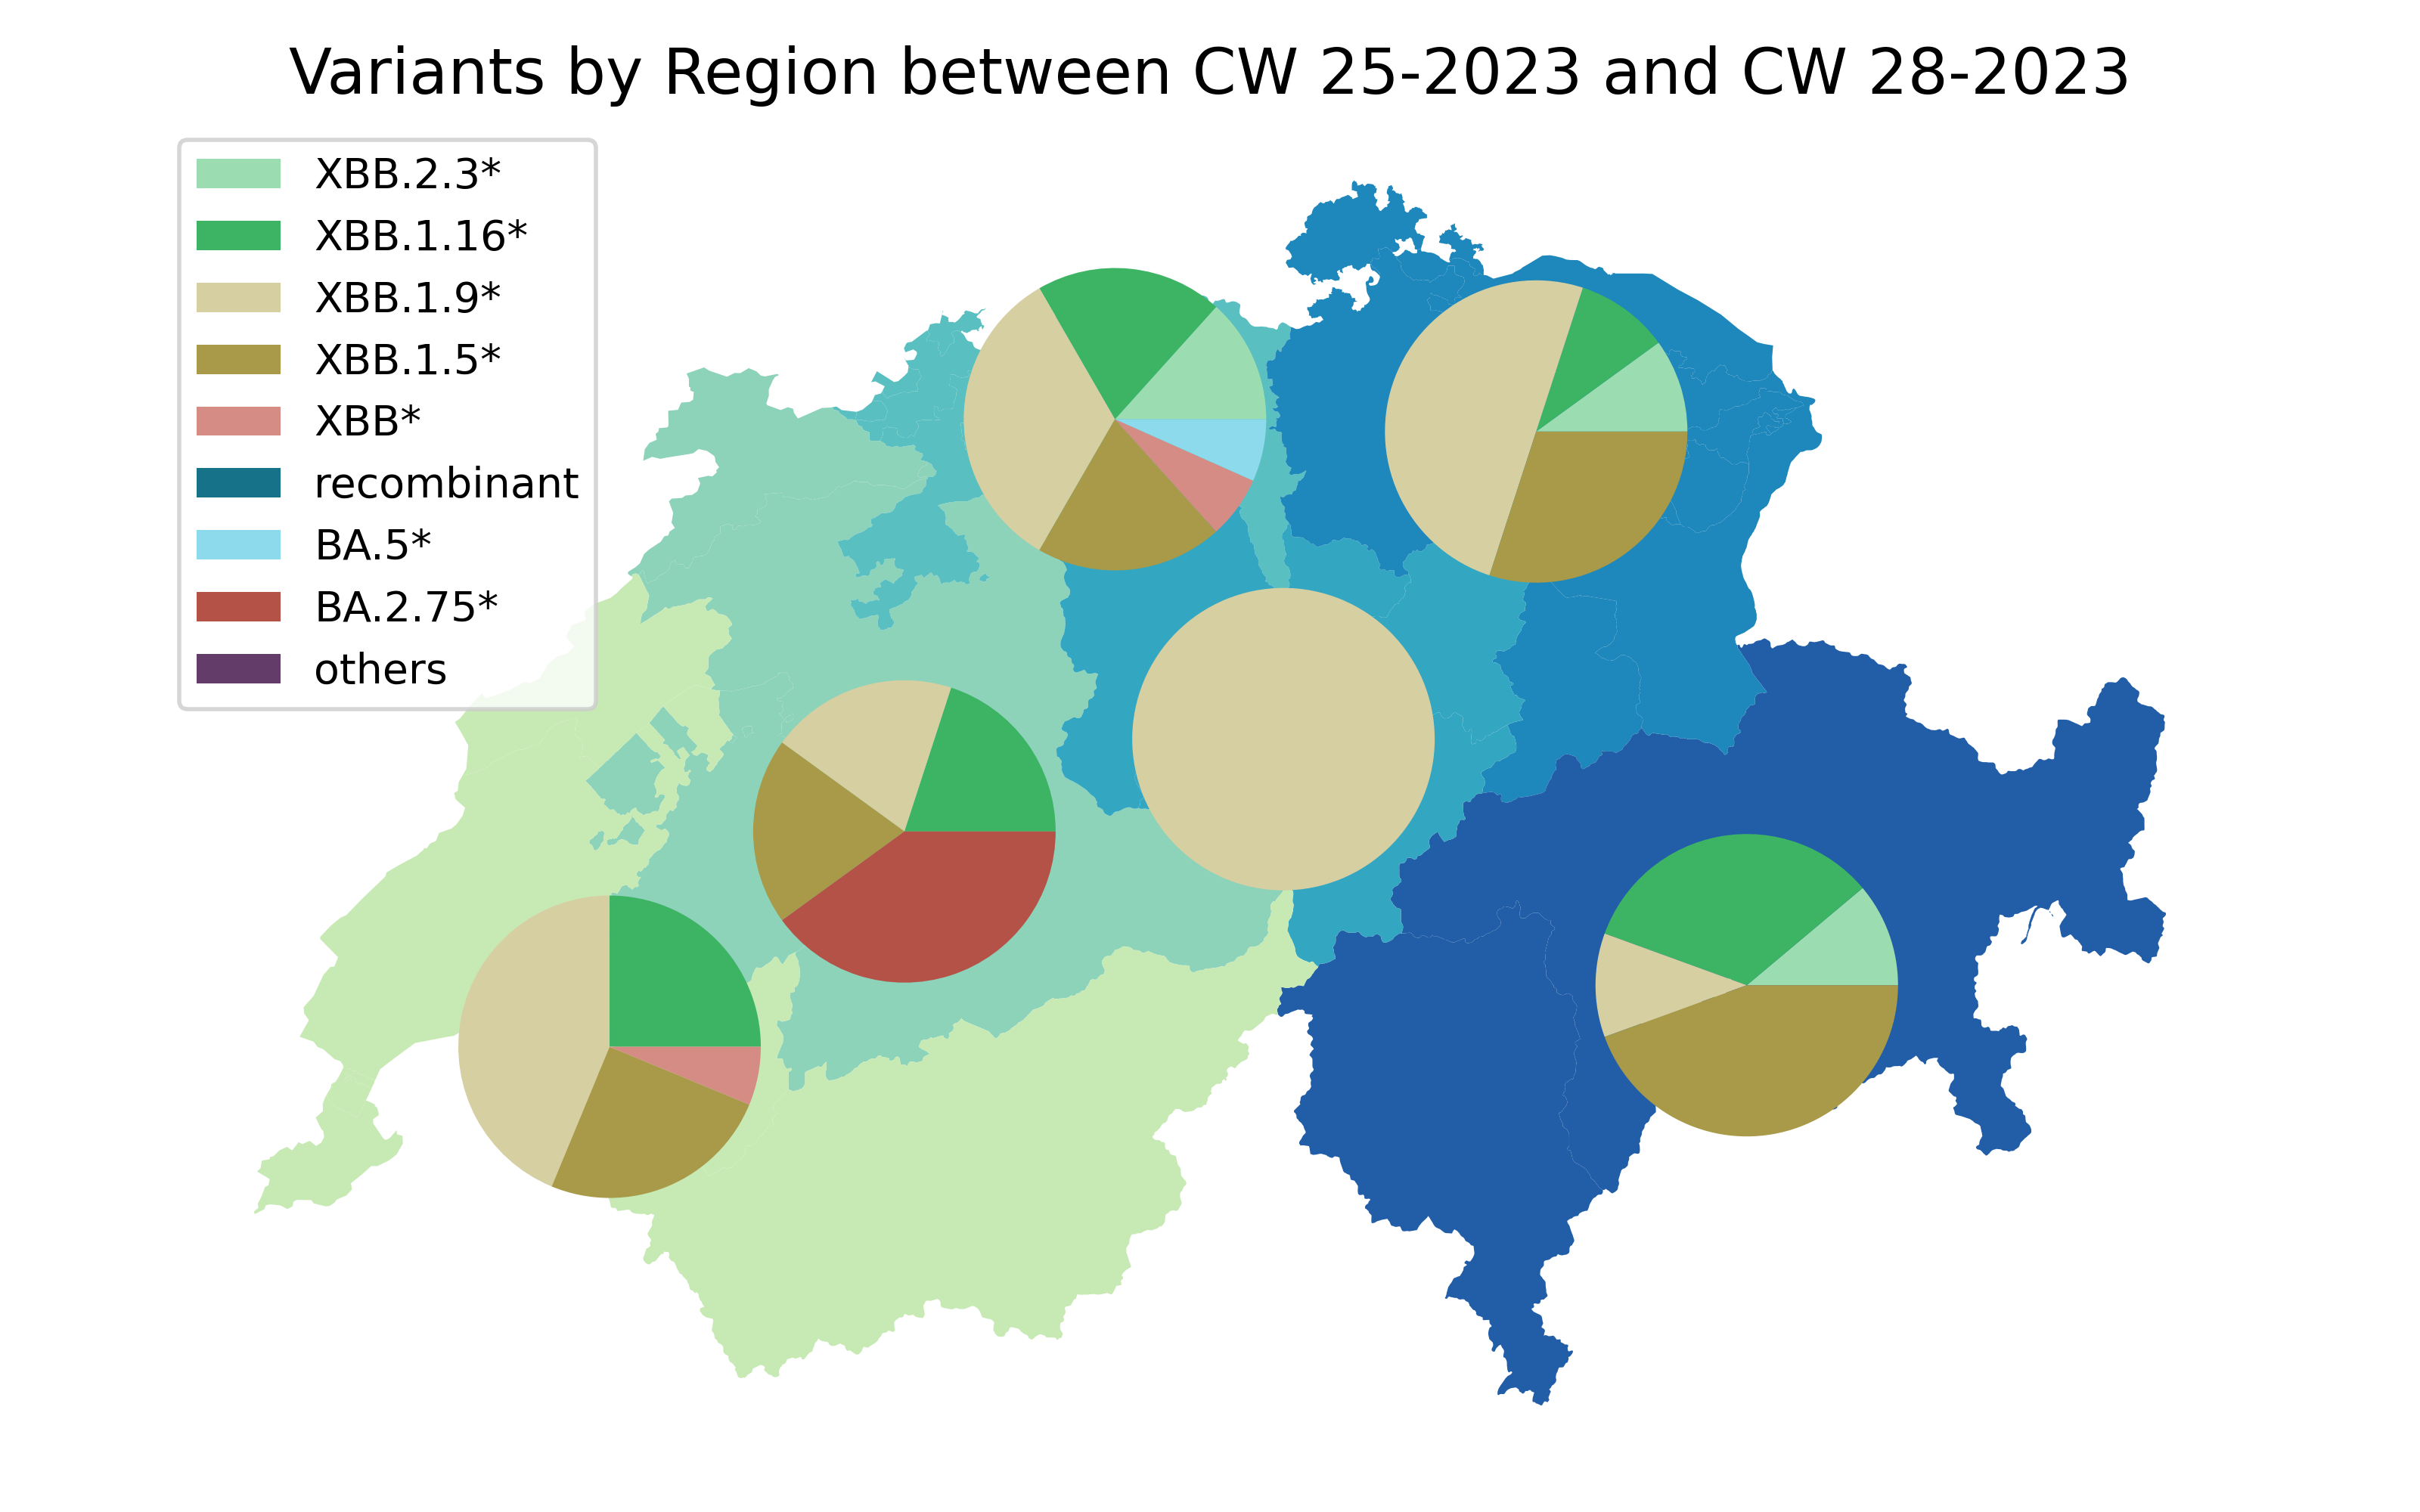 Variants by Region between CW 25-2023 and CW 28-2023
XBB.2.3*
XBB.1.16*
XBB.1.9*
XBB.1.5*
XBB*
recombinant
BA.5*
BA.2.75*
others